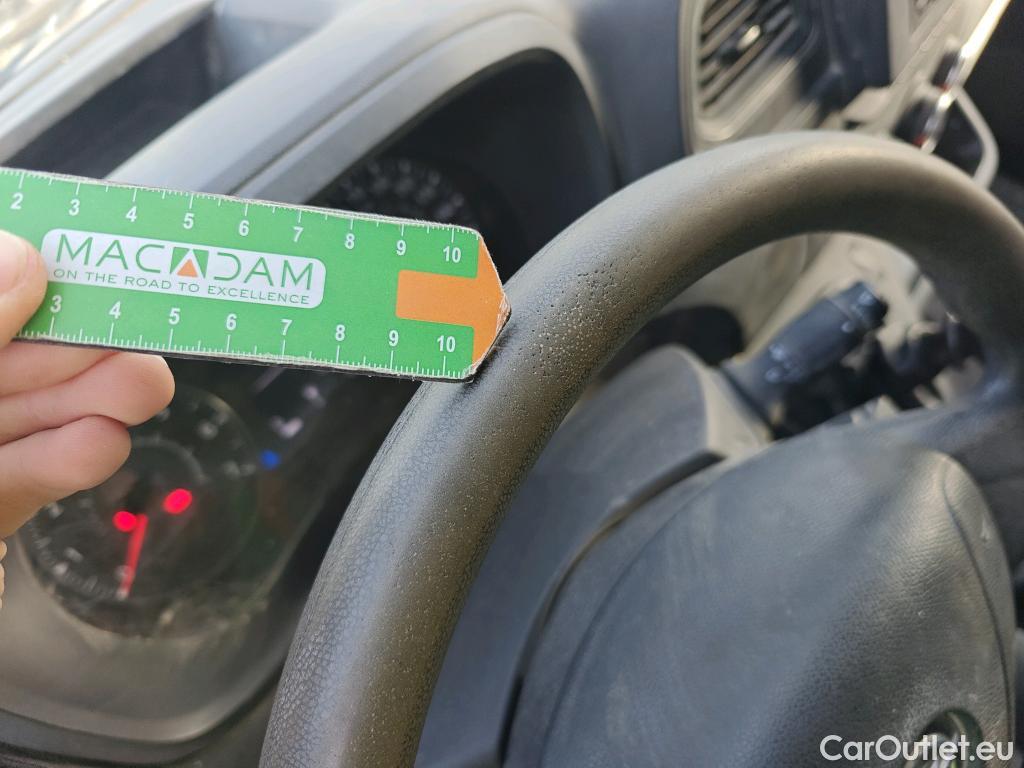 2 3 4 5 6 7 8 9 10
MACADAM
ON THE ROAD TO EXCELLENCE
3 4 5 6 7 8 9 10
CarOutlet.eu